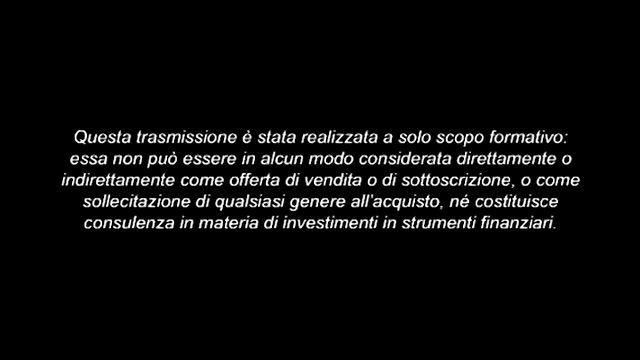 Questa trasmissione è stata realizzata a solo scopo formativo:
essa non può essere in alcun modo considerata direttamente o
indirettamente come offerta di vendita o di sottoscrizione, o come
sollecitazione di qualsiasi genere all'acquisto, né costituisce
consulenza in materia di investimenti in strumenti finanziari.